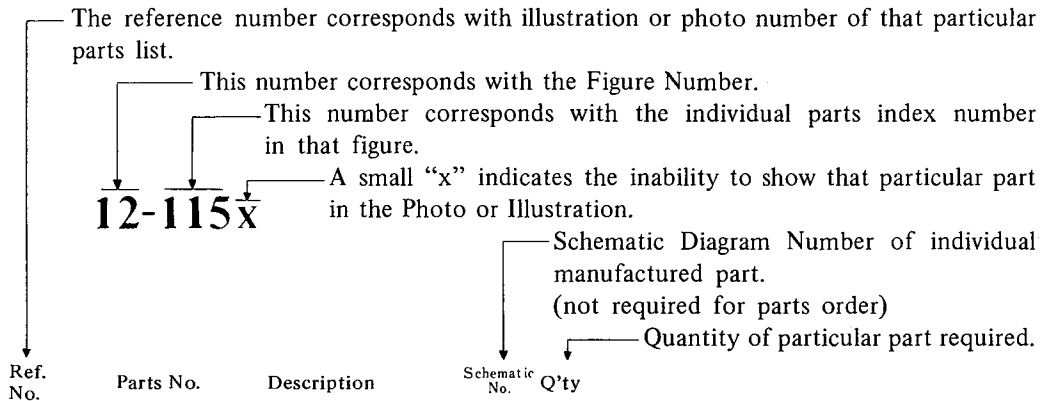 The reference number corresponds with illustration or photo number of that particular
parts list.
This number corresponds with the Figure Number.
This number corresponds with the individual parts index number
in that figure.
A small “x” indicates the inability to show that particular part
in the Photo or Illustration.
12-115x
Schematic Diagram Number of individual
manufactured part.
(not required for parts order)
Quantity of particular part required.
Ref.
No.
Parts No.
Description
Schematic
No.
Q'ty